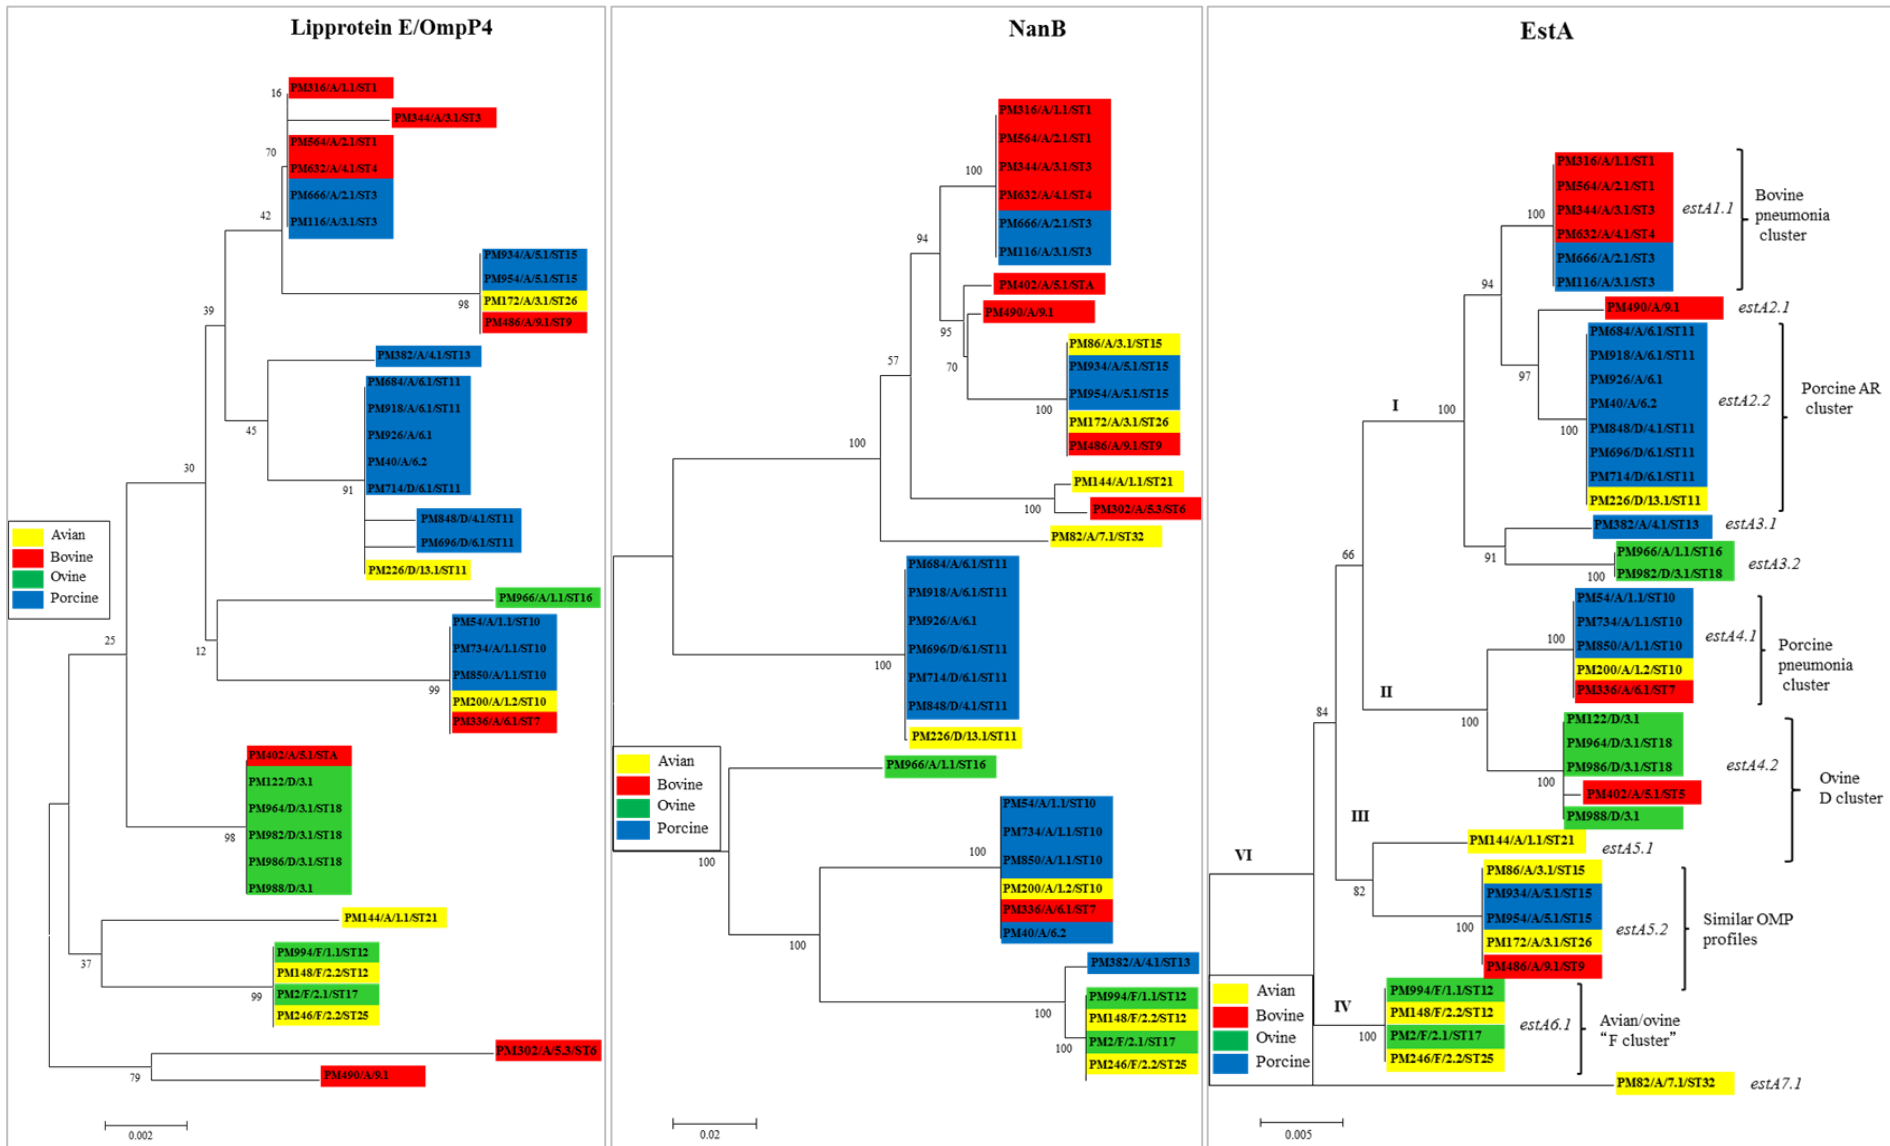 Lipprotein E/OmpP4
16
PM316/A/1.1/ST1
PM344/A/3.1/ST3
70
PM564/A/2.1/ST1
PM632/A/4.1/ST4
PM666/A/2.1/ST3
42
PM116/A/3.1/ST3
PM934/A/5.1/ST15
PM954/A/5.1/ST15
98
PM172/A/3.1/ST26
PM486/A/9.1/ST9
39
PM382/A/4.1/ST13
PM684/A/6.1/ST11
PM918/A/6.1/ST11
45
PM926/A/6.1
PM40/A/6.2
91
PM714/D/6.1/ST11
30
PM848/D/4.1/ST11
PM696/D/6.1/ST11
PM226/D/13.1/ST11
Avian
Bovine
Ovine
Porcine
PM966/A/1.1/ST16
25
12
PM54/A/1.1/ST10
PM734/A/1.1/ST10
PM850/A/1.1/ST10
99
PM200/A/1.2/ST10
PM336/A/6.1/ST7
PM402/A/5.1/STA
PM122/D/3.1
PM964/D/3.1/ST18
98
PM982/D/3.1/ST18
PM986/D/3.1/ST18
PM988/D/3.1
PM144/A/1.1/ST21
37
PM994/F/1.1/ST12
PM148/F/2.2/ST12
99
PM2/F/2.1/ST17
PM246/F/2.2/ST25
PM302/A/5.3/ST6
79
PM490/A/9.1
0.002
NanB
PM316/A/1.1/ST1
PM564/A/2.1/ST1
100
PM344/A/3.1/ST3
PM632/A/4.1/ST4
PM666/A/2.1/ST3
94
PM116/A/3.1/ST3
PM402/A/5.1/STA
PM490/A/9.1
95
PM86/A/3.1/ST15
57
70
PM934/A/5.1/ST15
PM954/A/5.1/ST15
100
PM172/A/3.1/ST26
PM486/A/9.1/ST9
100
PM144/A/1.1/ST21
100
PM302/A/5.3/ST6
PM82/A/7.1/ST32
PM684/A/6.1/ST11
PM918/A/6.1/ST11
PM926/A/6.1
PM696/D/6.1/ST11
100
PM714/D/6.1/ST11
PM848/D/4.1/ST11
PM226/D/13.1/ST11
Avian
Bovine
Ovine
Porcine
PM966/A/1.1/ST16
100
PM54/A/1.1/ST10
PM734/A/1.1/ST10
100
PM850/A/1.1/ST10
PM200/A/1.2/ST10
PM336/A/6.1/ST7
PM40/A/6.2
100
PM382/A/4.1/ST13
100
PM994/F/1.1/ST12
PM148/F/2.2/ST12
100
PM2/F/2.1/ST17
PM246/F/2.2/ST25
0.02
EstA
PM316/A/1.1/ST1
PM564/A/2.1/ST1
100
PM344/A/3.1/ST3
PM632/A/4.1/ST4
PM666/A/2.1/ST3
PM116/A/3.1/ST3
estA1.1
Bovine
pneumonia
cluster
94
PM490/A/9.1
estA2.1
97
PM684/A/6.1/ST11
PM918/A/6.1/ST11
PM926/A/6.1
PM40/A/6.2
100
PM848/D/4.1/ST11
PM696/D/6.1/ST11
PM714/D/6.1/ST11
PM226/D/13.1/ST11
estA2.2
Porcine AR
cluster
I
100
PM382/A/4.1/ST13
estA3.1
91
PM966/A/1.1/ST16
100
PM982/D/3.1/ST18
estA3.2
66
PM54/A/1.1/ST10
PM734/A/1.1/ST10
100
PM850/A/1.1/ST10
PM200/A/1.2/ST10
PM336/A/6.1/ST7
estA4.1
Porcine
pneumonia
cluster
II
100
84
PM122/D/3.1
PM964/D/3.1/ST18
PM986/D/3.1/ST18
100
PM402/A/5.1/ST5
PM988/D/3.1
estA4.2
Ovine
D cluster
III
PM144/A/1.1/ST21
estA5.1
82
PM86/A/3.1/ST15
PM934/A/5.1/ST15
PM954/A/5.1/ST15
100
PM172/A/3.1/ST26
PM486/A/9.1/ST9
estA5.2
Similar OMP
profiles
VI
Avian
Bovine
Ovine
Porcine
IV
PM994/F/1.1/ST12
PM148/F/2.2/ST12
100
PM2/F/2.1/ST17
PM246/F/2.2/ST25
estA6.1
Avian/ovine
“F cluster”
PM82/A/7.1/ST32
estA7.1
0.005